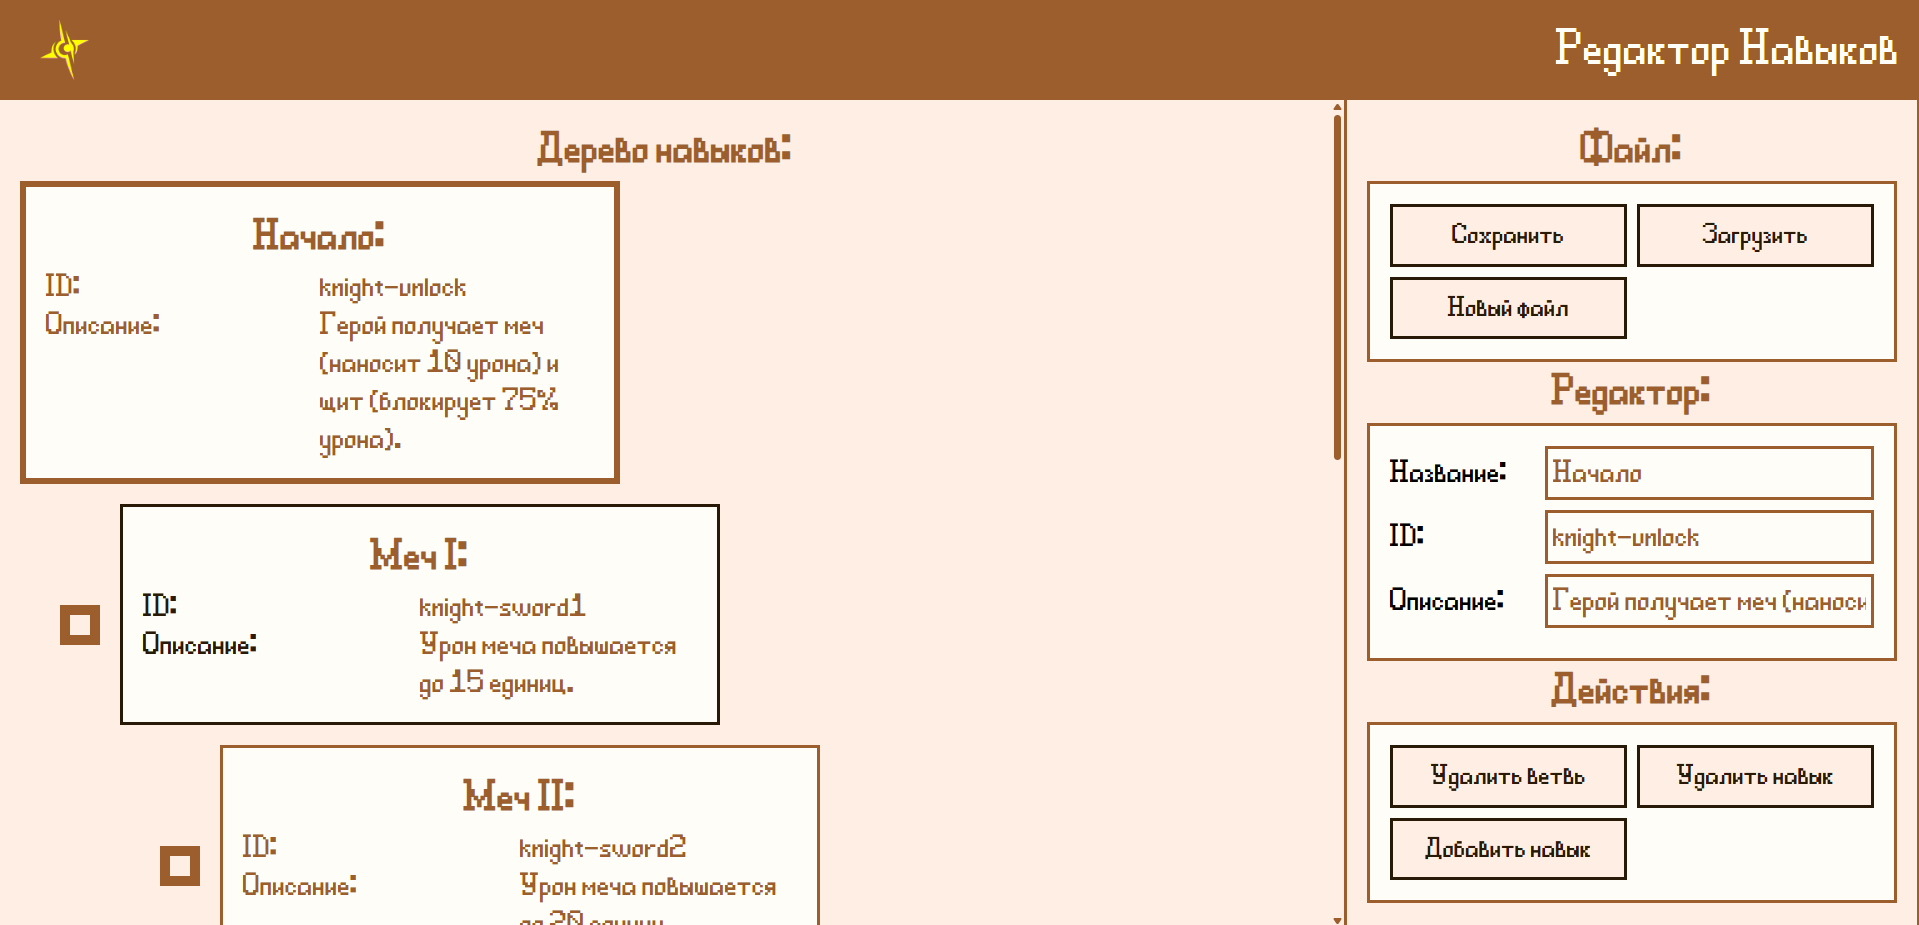 Редактор Навыков
Дерево навыков:
Начало:
ID: knight-unlock
Описание: Герой получает меч
(наносит 10 урона) и
щит (блокирует 75%
урона).
Меч I:
ID: knight-sword1
Описание: Урон меча повышается
до 15 единиц.
Меч II:
ID: knight-sword2
Описание: Урон меча повышается
до 20 единиц
Файл:
Сохранить Загрузить
Новый файл
Редактор:
Название: Начало
ID: knight-unlock
Описание: Герой получает меч (наноси
Действия:
Удалить ветвь Удалить навык
Добавить навык